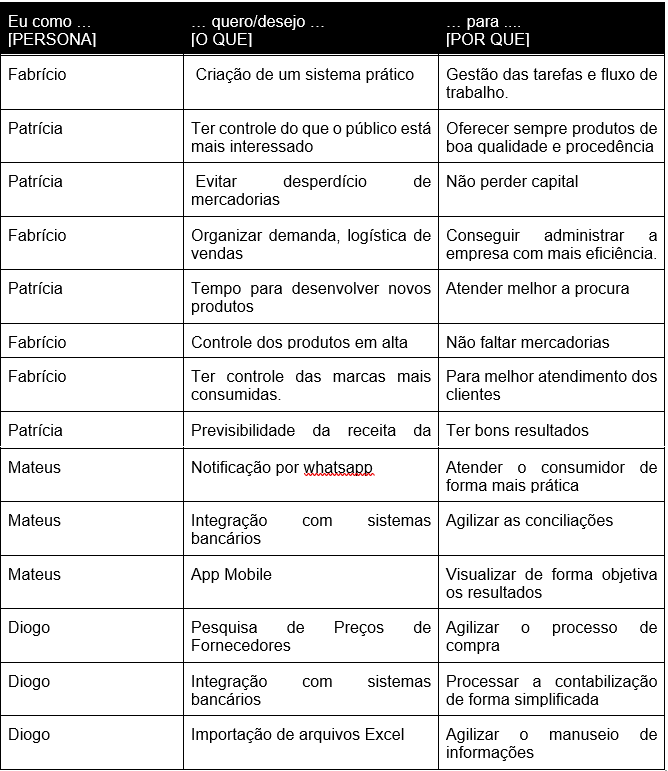 Eu como … … quero/desejo … … para ....
[PERSONA] [O QUE] [POR QUE]
Fabrício Criação de um sistema prático Gestão das tarefas e fluxo de
trabalho.
Patrícia Ter controle do que o público está Oferecer sempre produtos de
mais interessado boa qualidade e procedência
Patrícia Evitar desperdício de Não perder capital
mercadorias
Fabrício Organizar demanda, logística de Conseguir administrar a
vendas empresa com mais eficiência.
Patrícia Tempo para desenvolver novos Atender melhor a procura
produtos
Fabrício Controle dos produtos em alta Não faltar mercadorias
Fabrício Ter controle das marcas mais Para melhor atendimento dos
consumidas. clientes
Patrícia Previsibilidade da receita da Ter bons resultados
Mateus Notificação por whatsapp Atender o consumidor de
forma mais prática
Mateus Integração com sistemas Agilizar as conciliações
bancários
Mateus App Mobile Visualizar de forma objetiva
os resultados
Diogo Pesquisa de Preços de Agilizar o processo de
Fornecedores compra
Diogo Integração com sistemas Processar a contabilização
bancários de forma simplificada
Diogo Importação de arquivos Excel Agilizar o manuseio de
informações